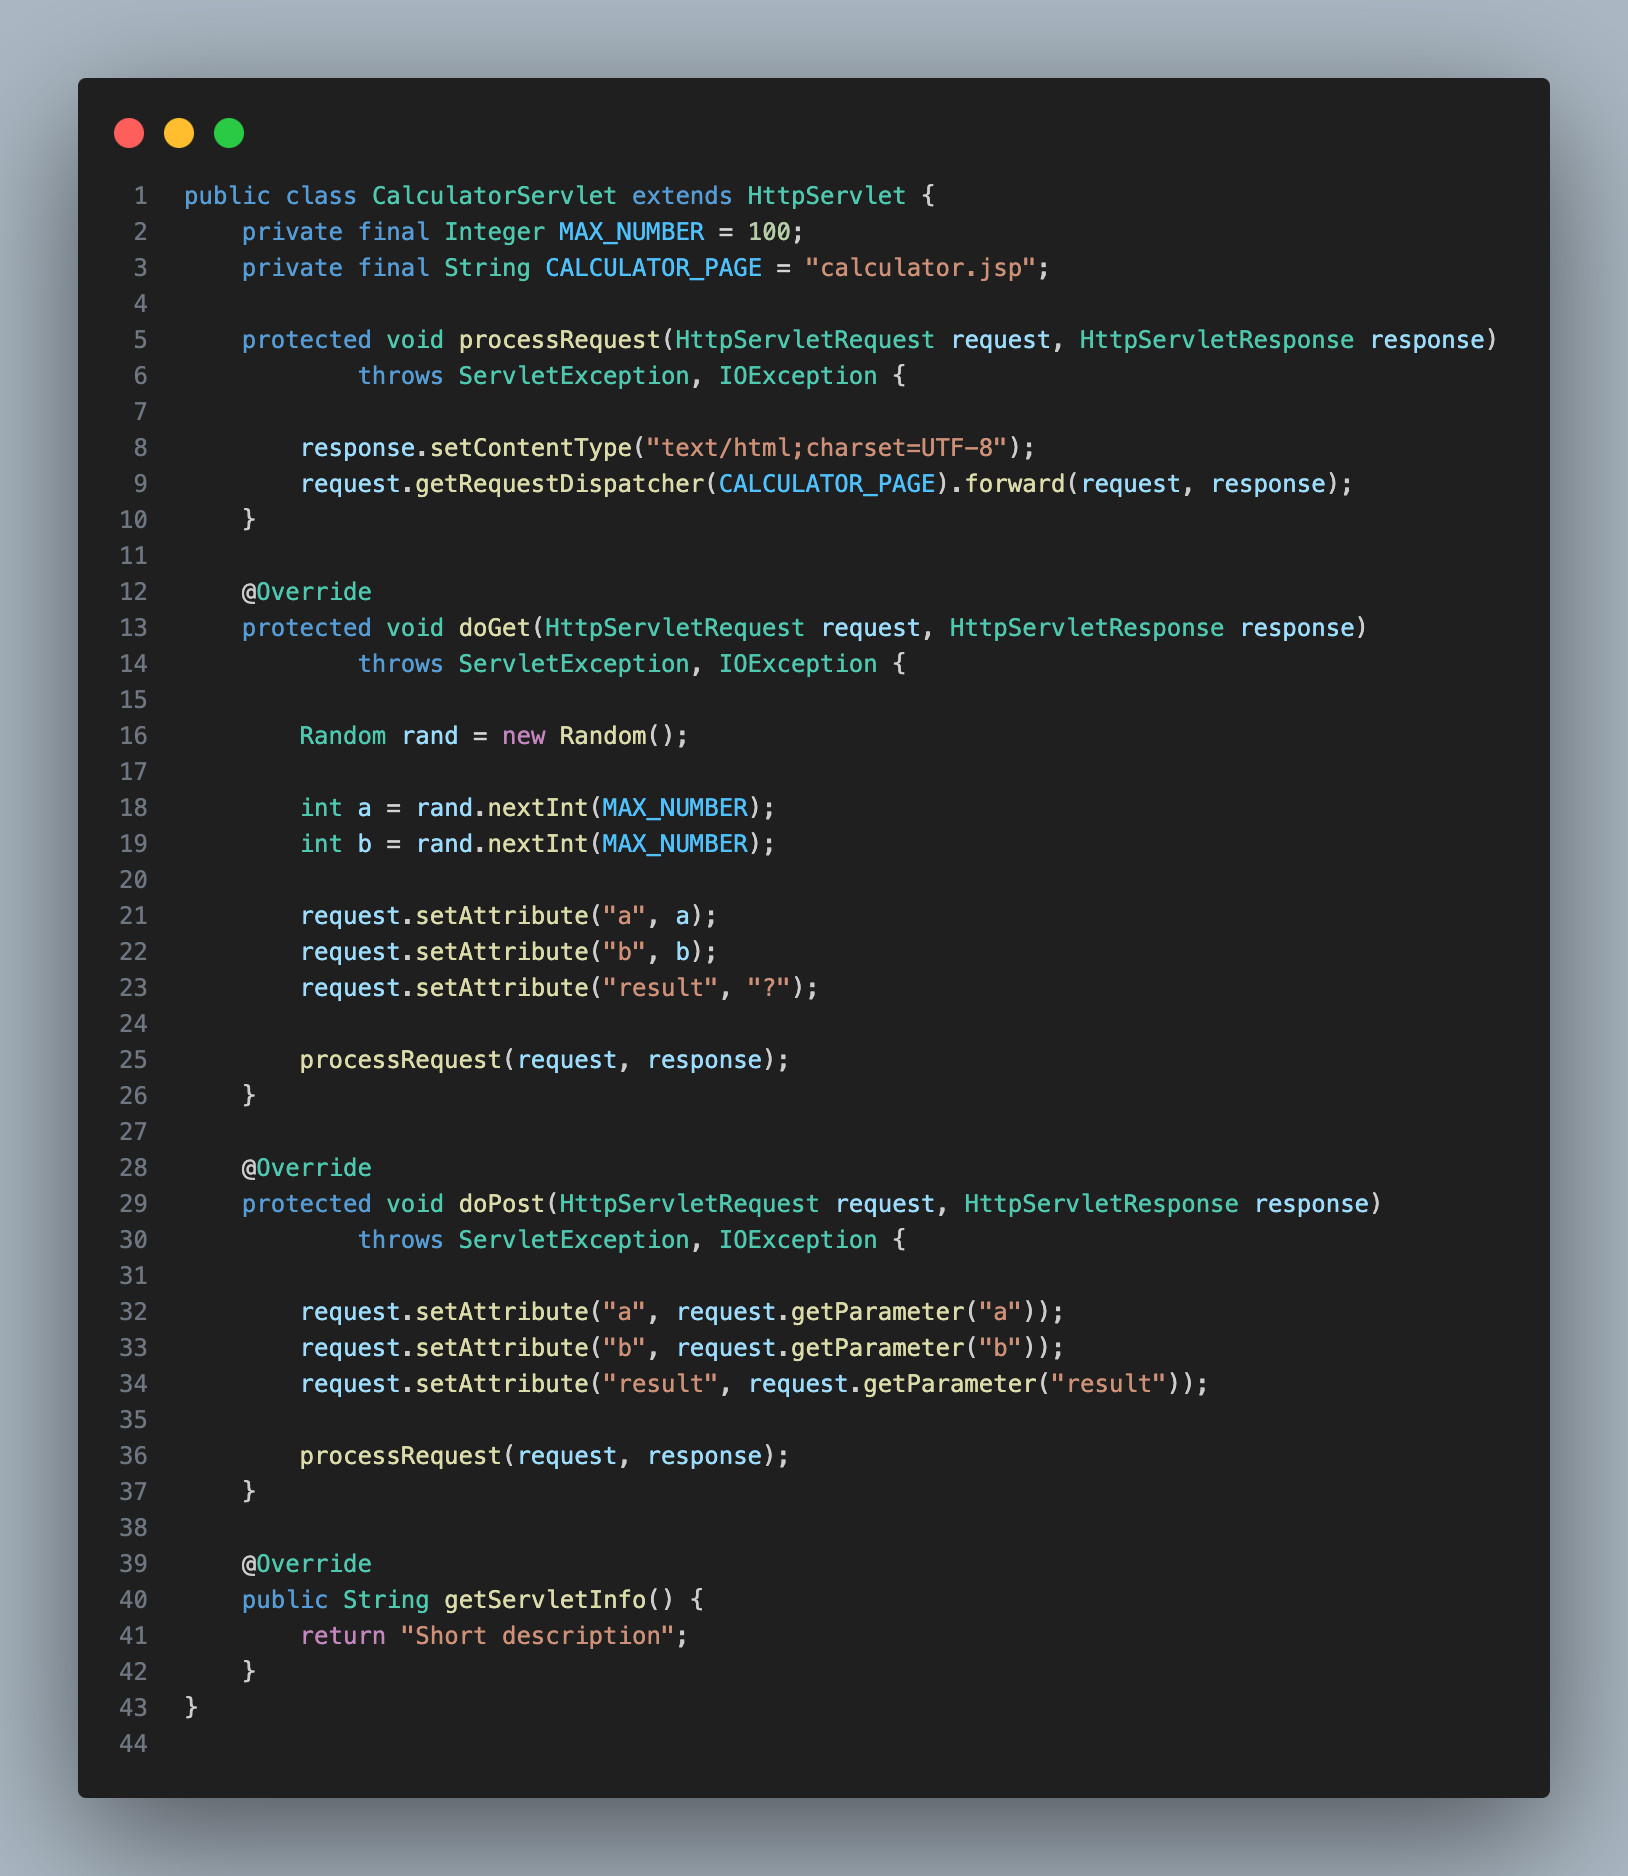 1 public class CalculatorServlet extends HttpServlet {
2     private final Integer MAX_NUMBER = 100;
3     private final String CALCULATOR_PAGE = "calculator.jsp";
4
5     protected void processRequest(HttpServletRequest request, HttpServletResponse response)
6             throws ServletException, IOException {
7
8         response.setContentType("text/html;charset=UTF-8");
9         request.getRequestDispatcher(CALCULATOR_PAGE).forward(request, response);
10     }
11
12     @Override
13     protected void doGet(HttpServletRequest request, HttpServletResponse response)
14             throws ServletException, IOException {
15
16         Random rand = new Random();
17
18         int a = rand.nextInt(MAX_NUMBER);
19         int b = rand.nextInt(MAX_NUMBER);
20
21         request.setAttribute("a", a);
22         request.setAttribute("b", b);
23         request.setAttribute("result", "?");
24
25         processRequest(request, response);
26     }
27
28     @Override
29     protected void doPost(HttpServletRequest request, HttpServletResponse response)
30             throws ServletException, IOException {
31
32         request.setAttribute("a", request.getParameter("a"));
33         request.setAttribute("b", request.getParameter("b"));
34         request.setAttribute("result", request.getParameter("result"));
35
36         processRequest(request, response);
37     }
38
39     @Override
40     public String getServletInfo() {
41         return "Short description";
42     }
43 }
44